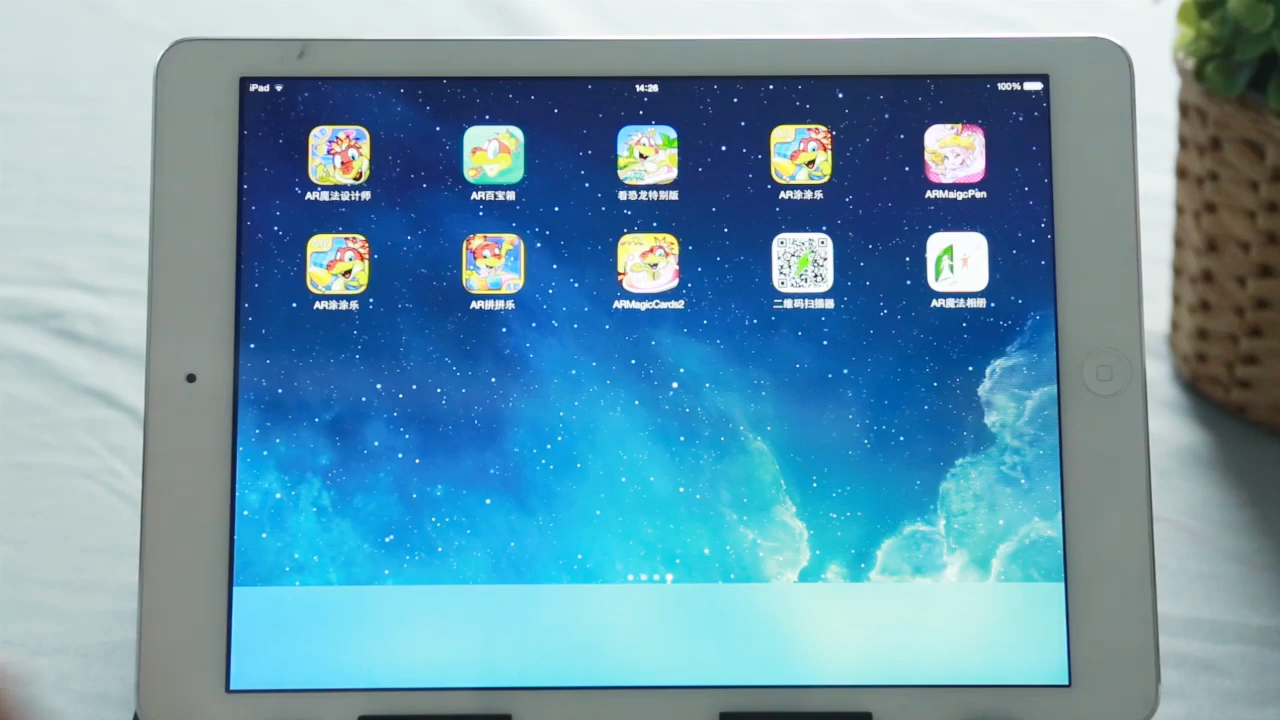 iPad
14:26
100%
AR魔法设计师
AR百宝箱
看恐龙特别版
AR涂涂乐
ARMaigcPen
AR涂涂乐
AR拼拼乐
ARMagicCards2
二维码扫描器
AR魔法相册